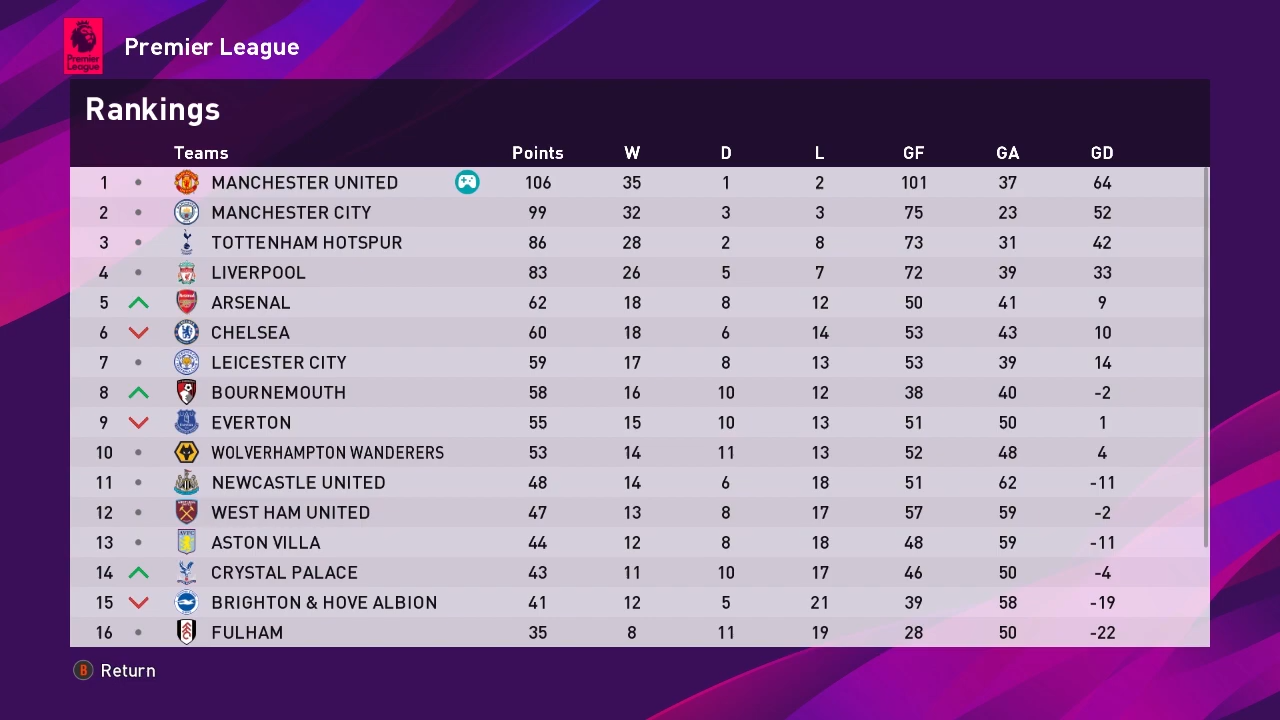 Premier League
Premier
League
Rankings
Teams Points W D L GF GA GD
1 MANCHESTER UNITED 106 35 1 2 101 37 64
2 MANCHESTER CITY 99 32 3 3 75 23 52
3 TOTTENHAM HOTSPUR 86 28 2 8 73 31 42
4 LIVERPOOL 83 26 5 7 72 39 33
5 ARSENAL 62 18 8 12 50 41 9
6 CHELSEA 60 18 6 14 53 43 10
7 LEICESTER CITY 59 17 8 13 53 39 14
8 BOURNEMOUTH 58 16 10 12 38 40 -2
9 EVERTON 55 15 10 13 51 50 1
10 WOLVERHAMPTON WANDERERS 53 14 11 13 52 48 4
11 NEWCASTLE UNITED 48 14 6 18 51 62 -11
12 WEST HAM UNITED 47 13 8 17 57 59 -2
13 ASTON VILLA 44 12 8 18 48 59 -11
14 CRYSTAL PALACE 43 11 10 17 46 50 -4
15 BRIGHTON & HOVE ALBION 41 12 5 21 39 58 -19
16 FULHAM 35 8 11 19 28 50 -22
B Return